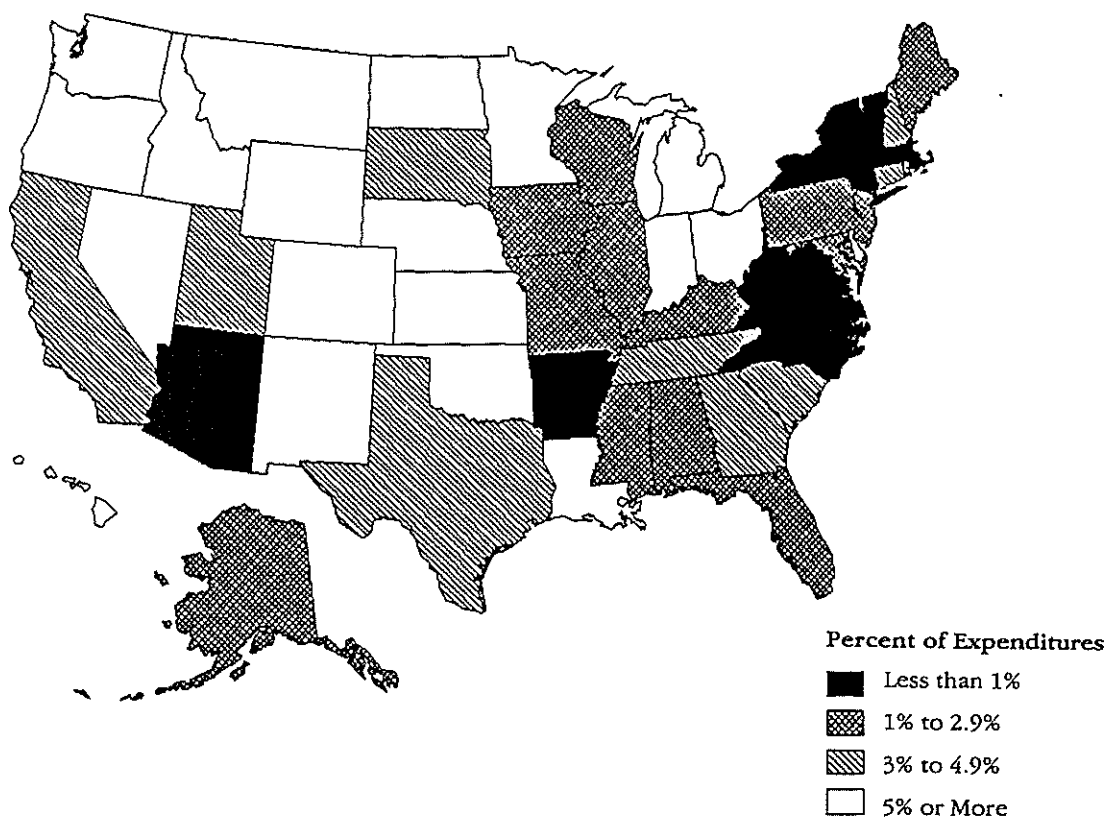 Percent of Expenditures
Less than 1%
1% to 2.9%
3% to 4.9%
5% or More